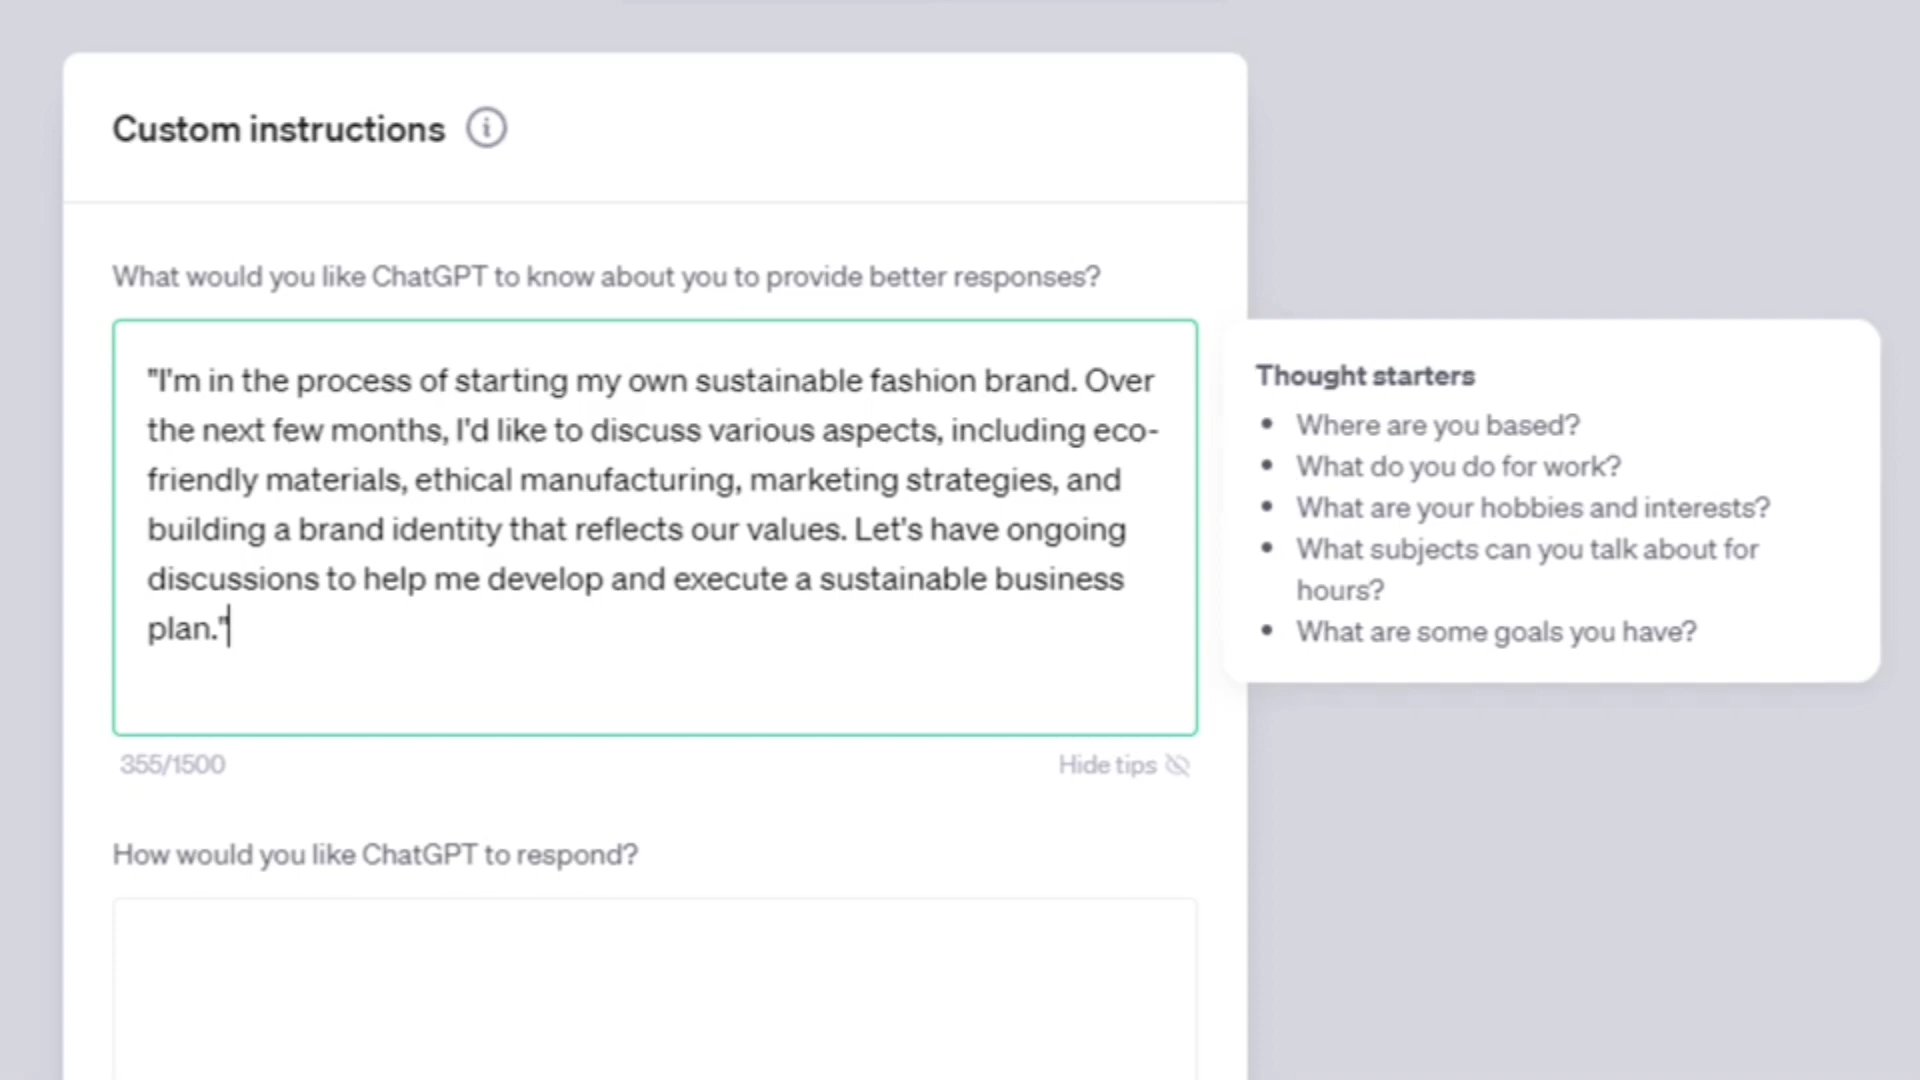 Custom instructions
What would you like ChatGPT to know about you to provide better responses?
"I'm in the process of starting my own sustainable fashion brand. Over
the next few months, I'd like to discuss various aspects, including eco-
friendly materials, ethical manufacturing, marketing strategies, and
building a brand identity that reflects our values. Let's have ongoing
discussions to help me develop and execute a sustainable business
plan."
355/1500
Hide tips
Thought starters
• Where are you based?
• What do you do for work?
• What are your hobbies and interests?
• What subjects can you talk about for
hours?
• What are some goals you have?
How would you like ChatGPT to respond?